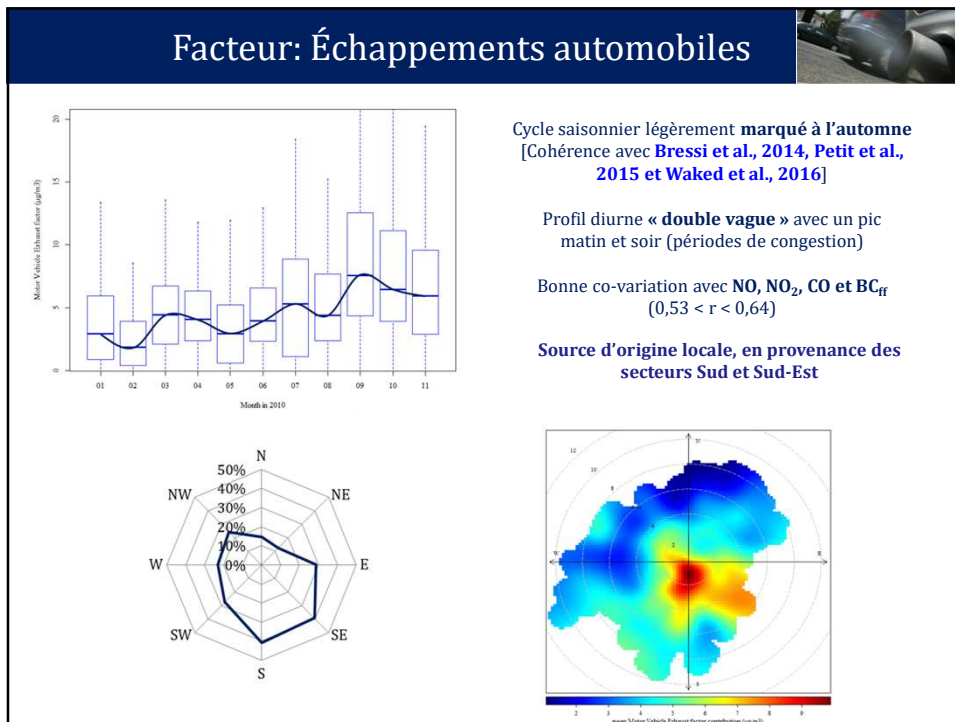 Facteur: Échappements automobiles
Motor Vehicle Exhaust factor (µg/m3)
20
15
10
5
0
01 02 03 04 05 06 07 08 09 10 11
Month in 2010
Cycle saisonnier légèrement marqué à l’automne
[Cohérence avec Bressi et al., 2014, Petit et al.,
2015 et Waked et al., 2016]
Profil diurne « double vague » avec un pic
matin et soir (périodes de congestion)
Bonne co-variation avec NO, NO₂, CO et BCff
(0,53 < r < 0,64)
Source d’origine locale, en provenance des
secteurs Sud et Sud-Est
N
NE
E
SE
S
SW
W
NW
50%
40%
30%
20%
10%
0%
12
10
8
4
2
N
W
E
S
2 3 4 5 6 7 8 9
mean Motor Vehicle Exhaust factor contribution (µg/m3)